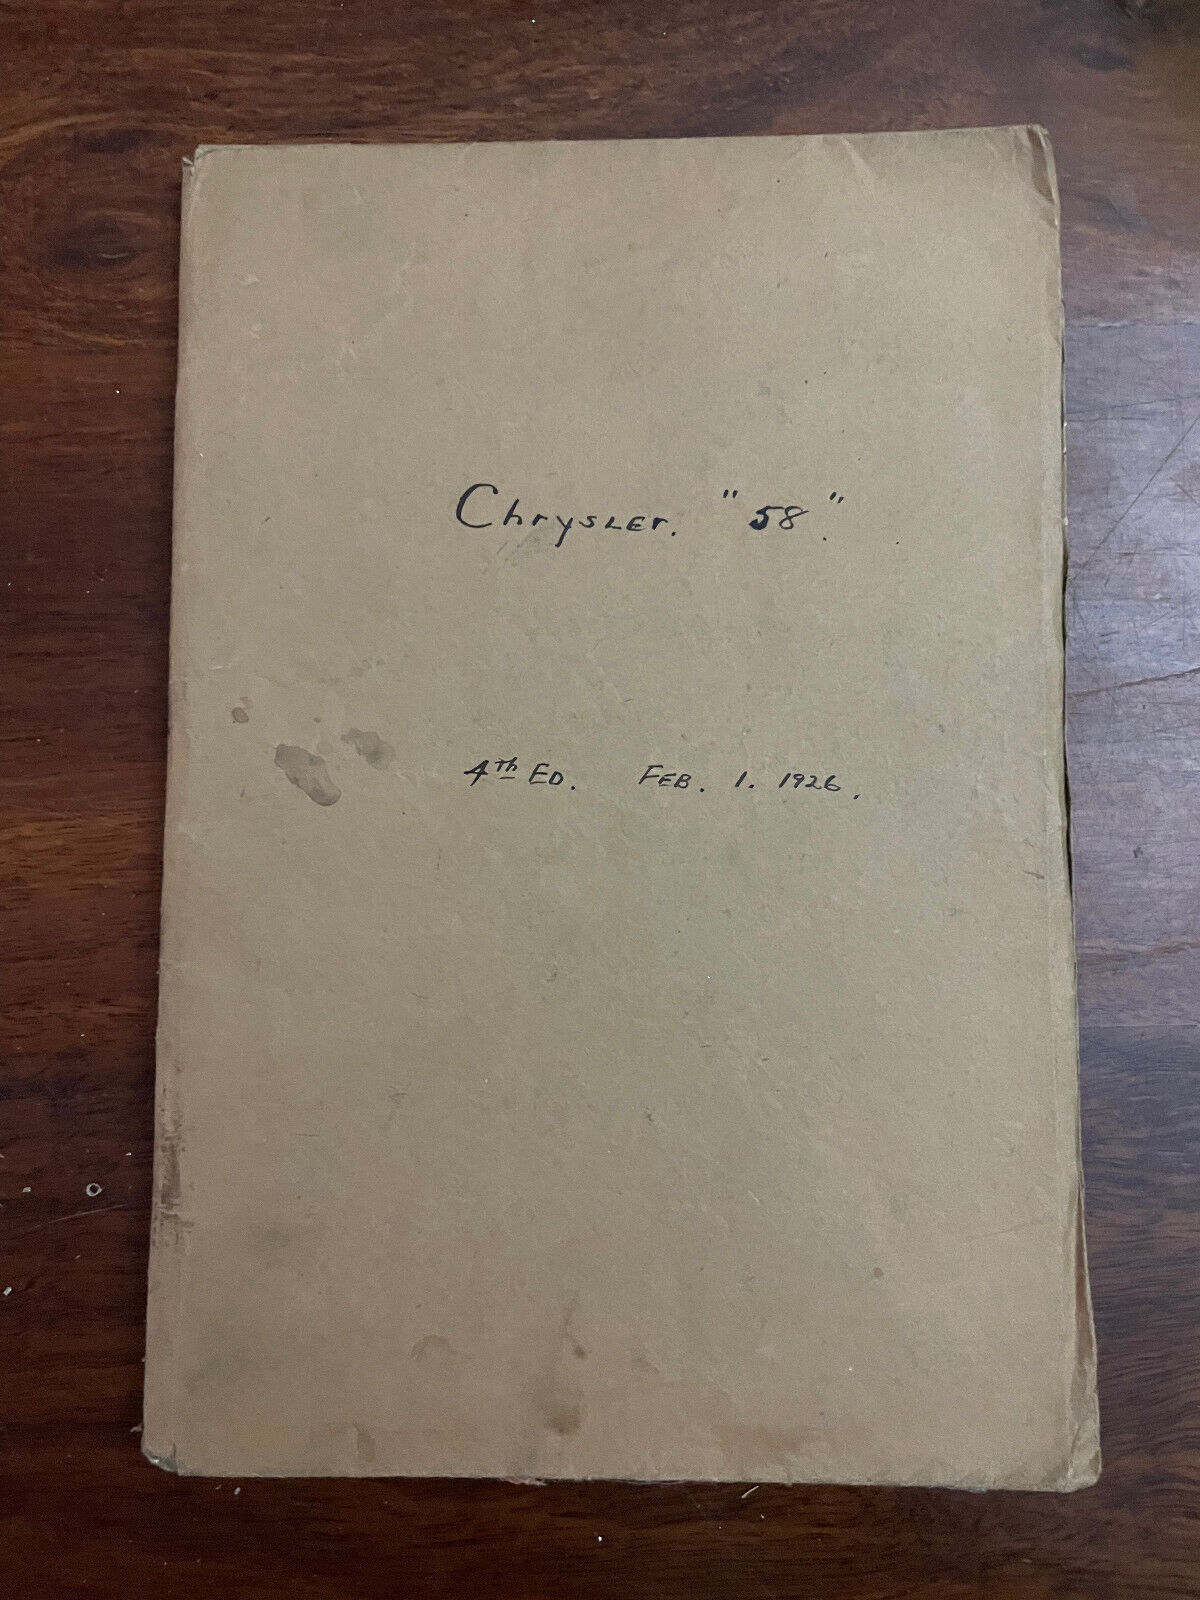 Chrysler. "58".
4th Ed. Feb. 1. 1926.